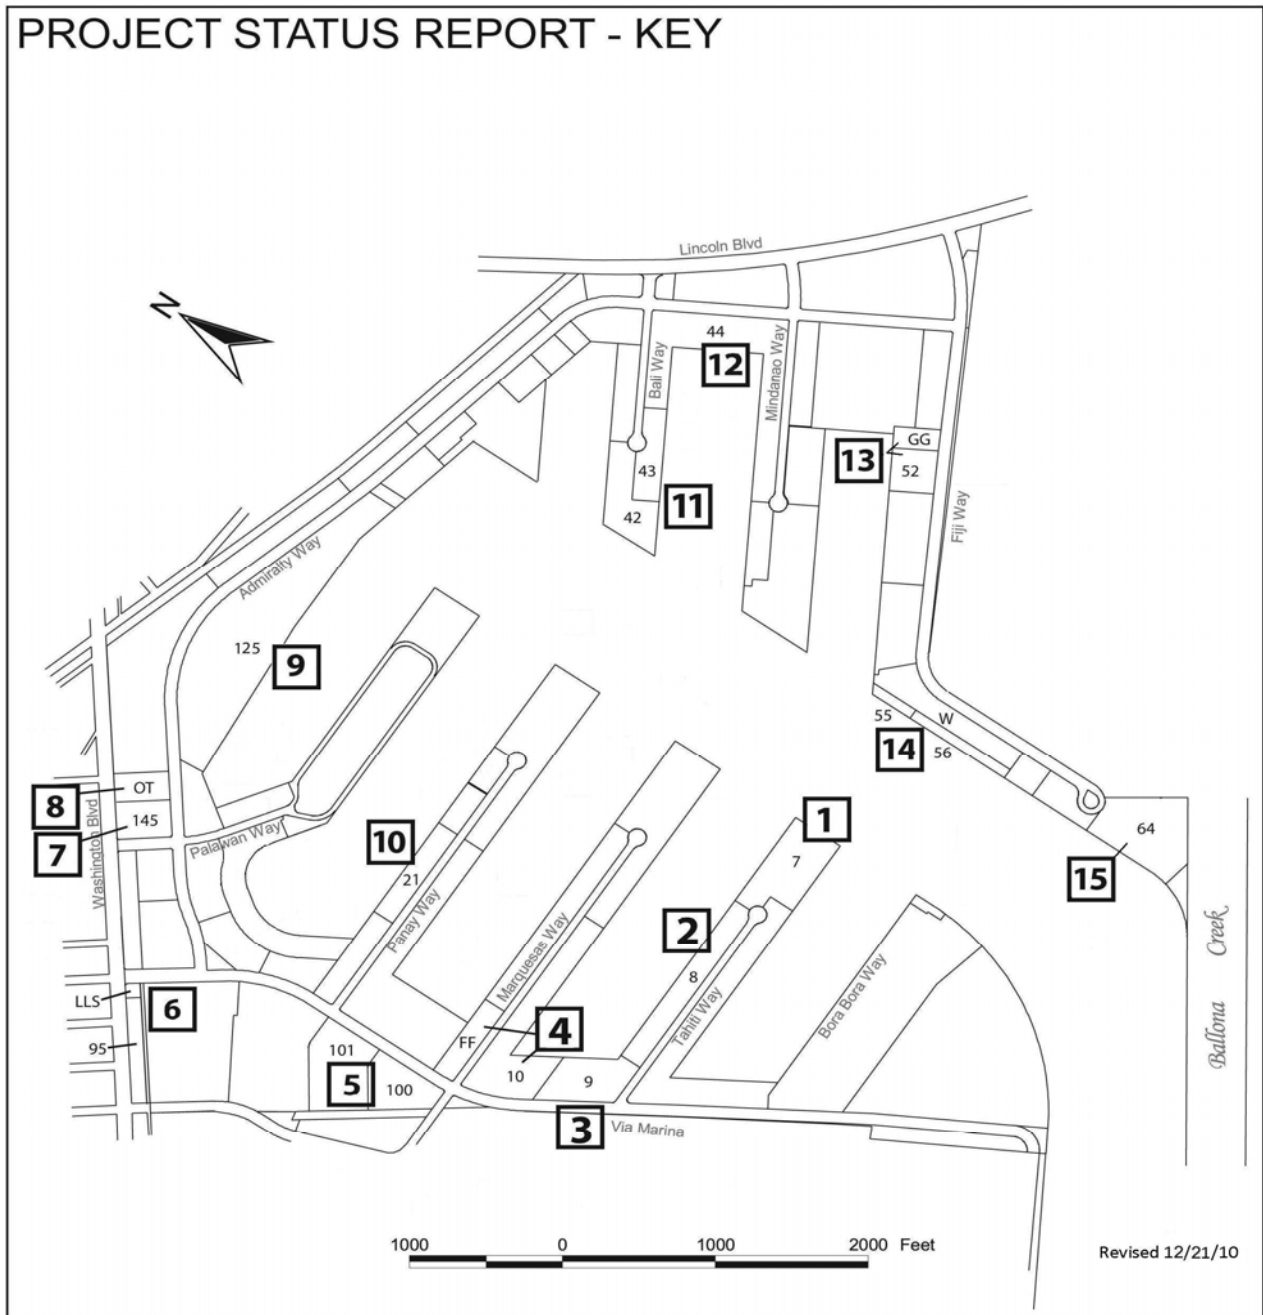 PROJECT STATUS REPORT - KEY
Lincoln Blvd
N
44
12
Bali Way
Mindanao Way
GG
13
52
43
11
42
Fiji Way
Admiralty Way
125
9
55
W
14
56
OT
8
145
7
Washington Blvd
Palawan Way
10
21
1
7
64
15
Panay Way
Marquesas Way
2
8
Tahiti Way
Bora Bora Way
Ballona Creek
LLS
6
95
4
FF
101
5
100
10
9
3
Via Marina
1000 0 1000 2000 Feet
Revised 12/21/10